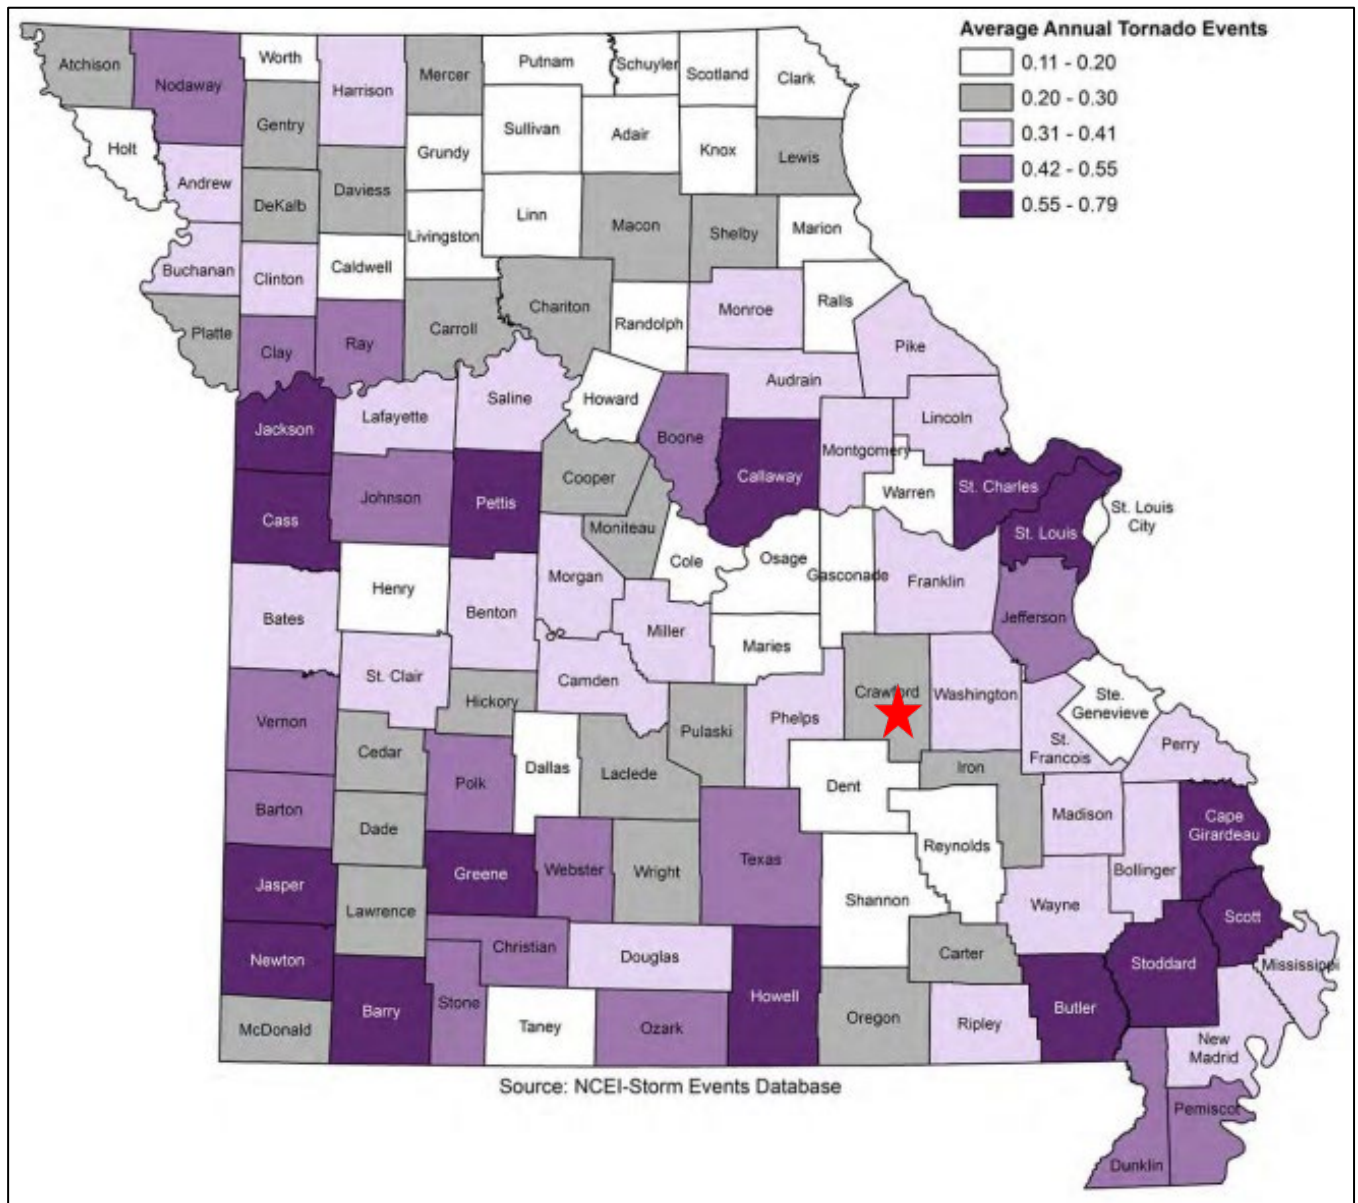 Average Annual Tornado Events
0.11 - 0.20
0.20 - 0.30
0.31 - 0.41
0.42 - 0.55
0.55 - 0.79
Atchison
Nodaway
Worth
Harrison
Mercer
Putnam
Schuyler
Scotland
Clark
Holt
Gentry
Grundy
Sullivan
Adair
Knox
Lewis
Andrew
DeKalb
Daviess
Livingston
Linn
Macon
Shelby
Marion
Buchanan
Clinton
Caldwell
Chariton
Randolph
Monroe
Ralls
Platte
Clay
Ray
Carroll
Pike
Jackson
Lafayette
Saline
Howard
Boone
Audrain
Lincoln
Callaway
Montgomery
Cooper
Cass
Johnson
Pettis
Moniteau
Warren
St. Charles
St. Louis
St. Louis
City
Cole
Osage
Gasconade
Franklin
Bates
Henry
Benton
Morgan
Miller
Maries
Jefferson
St. Clair
Camden
Crawford
Washington
Ste.
Genevieve
Vernon
Hickory
Pulaski
Phelps
St.
Francois
Perry
Cedar
Polk
Dallas
Laclede
Dent
Iron
Barton
Dade
Madison
Cape
Girardeau
Jasper
Greene
Webster
Wright
Texas
Reynolds
Bollinger
Lawrence
Shannon
Wayne
Scott
Newton
Christian
Douglas
Carter
Stoddard
Mississippi
McDonald
Barry
Stone
Taney
Ozark
Howell
Oregon
Ripley
Butler
New
Madrid
Pemiscot
Dunklin
Source: NCEI-Storm Events Database